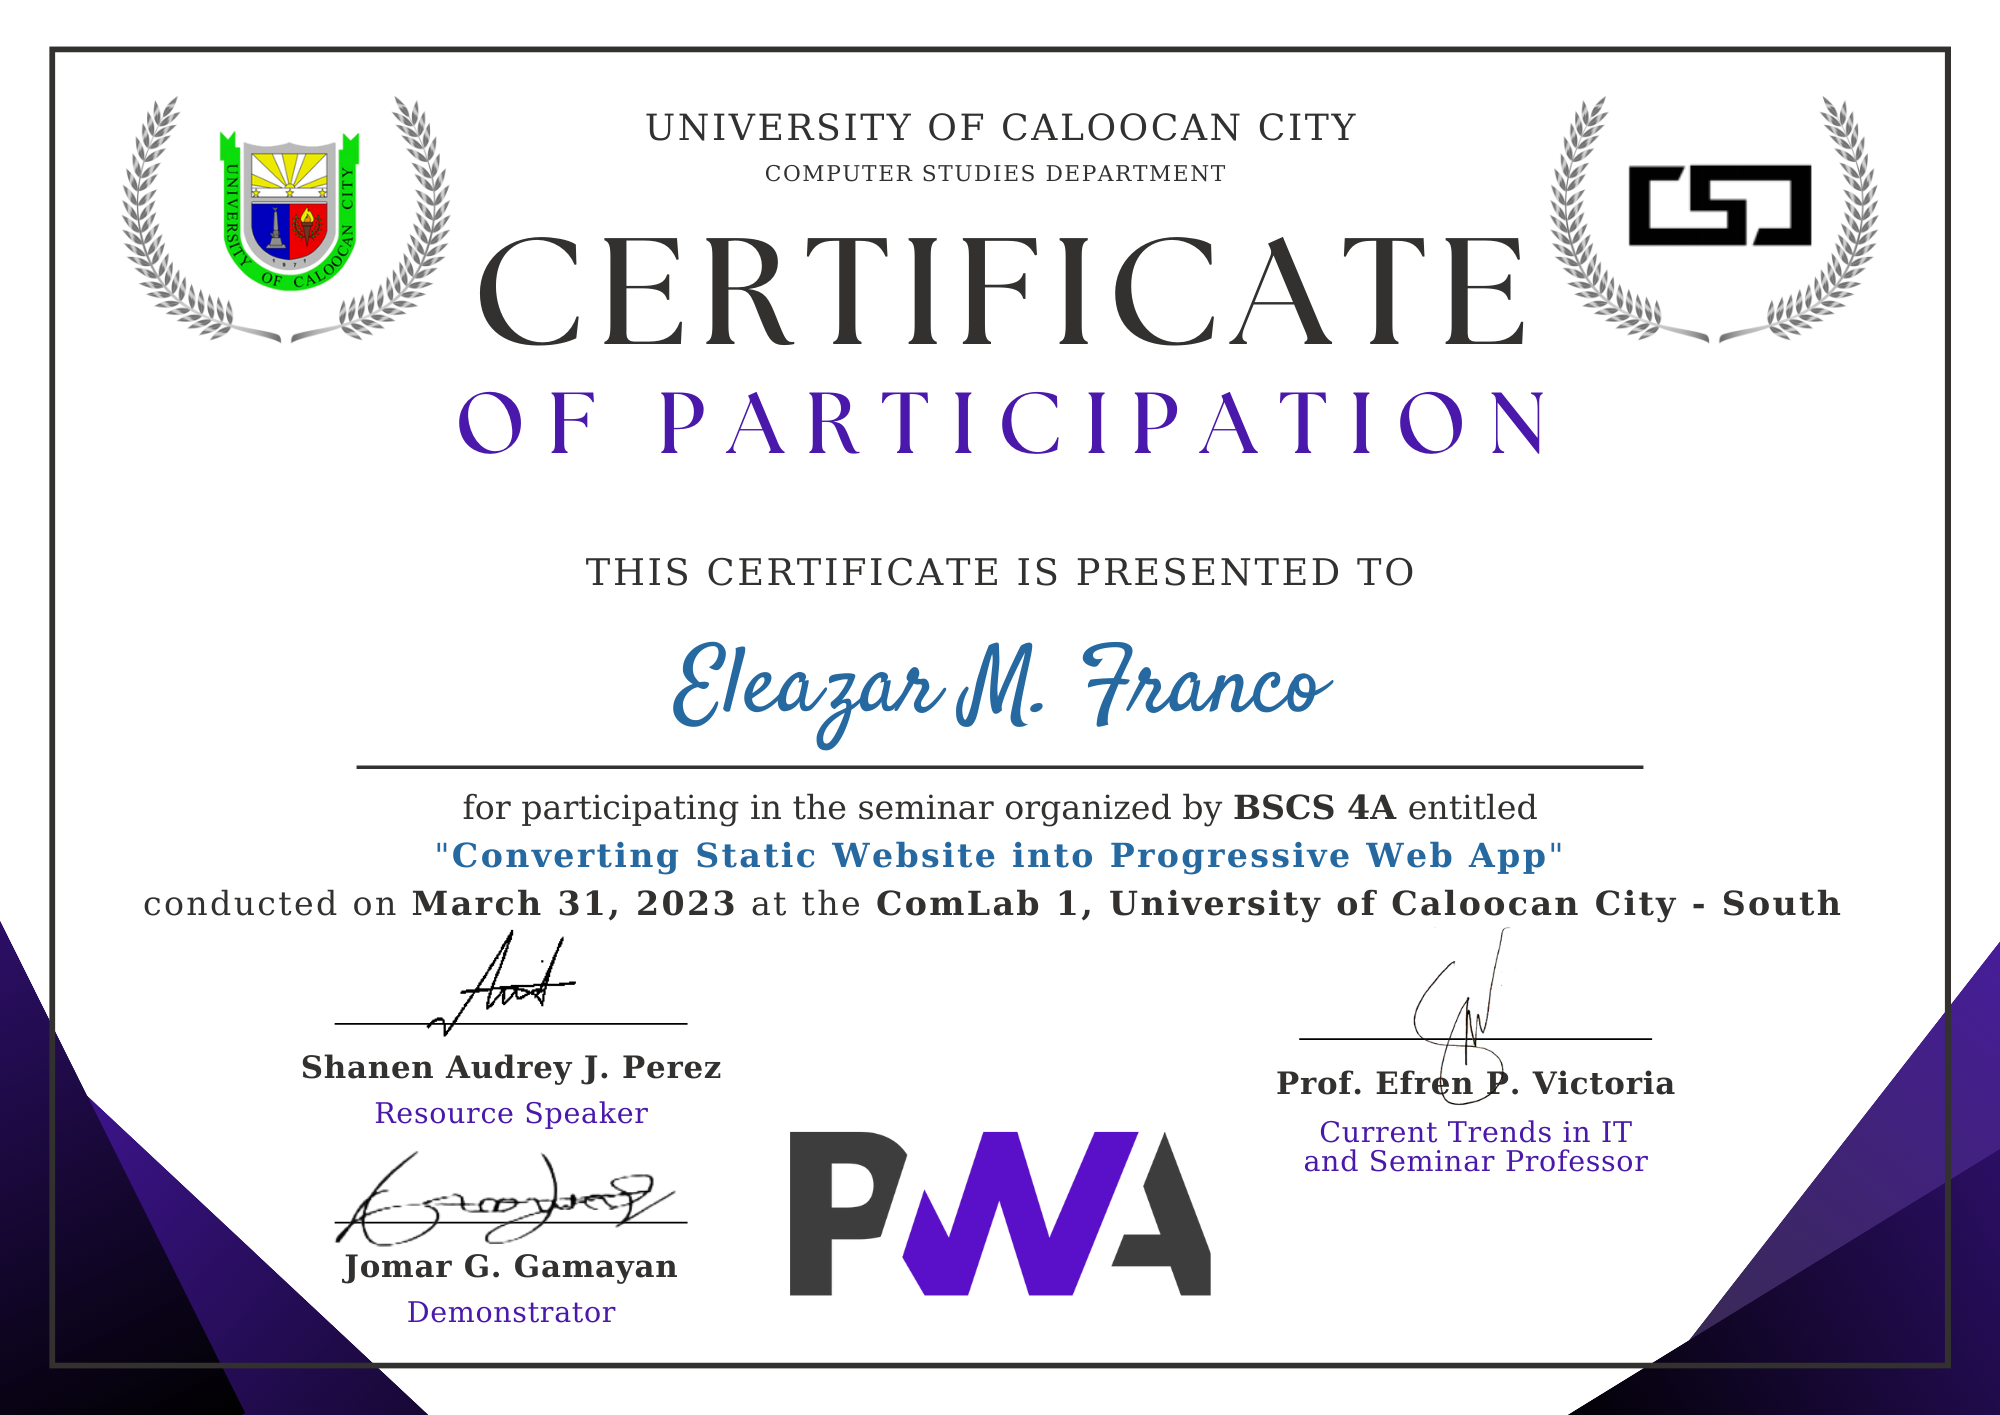 UNIVERSITY OF CALOOCAN CITY
COMPUTER STUDIES DEPARTMENT
UNIVERSITY OF CALOOCAN CITY
1971
CSD
CERTIFICATE
OF PARTICIPATION
THIS CERTIFICATE IS PRESENTED TO
Eleazar M. Franco
for participating in the seminar organized by BSCS 4A entitled
"Converting Static Website into Progressive Web App"
conducted on March 31, 2023 at the ComLab 1, University of Caloocan City - South
Shanen Audrey J. Perez
Resource Speaker
Jomar G. Gamayan
Demonstrator
PWA
Prof. Efren P. Victoria
Current Trends in IT
and Seminar Professor